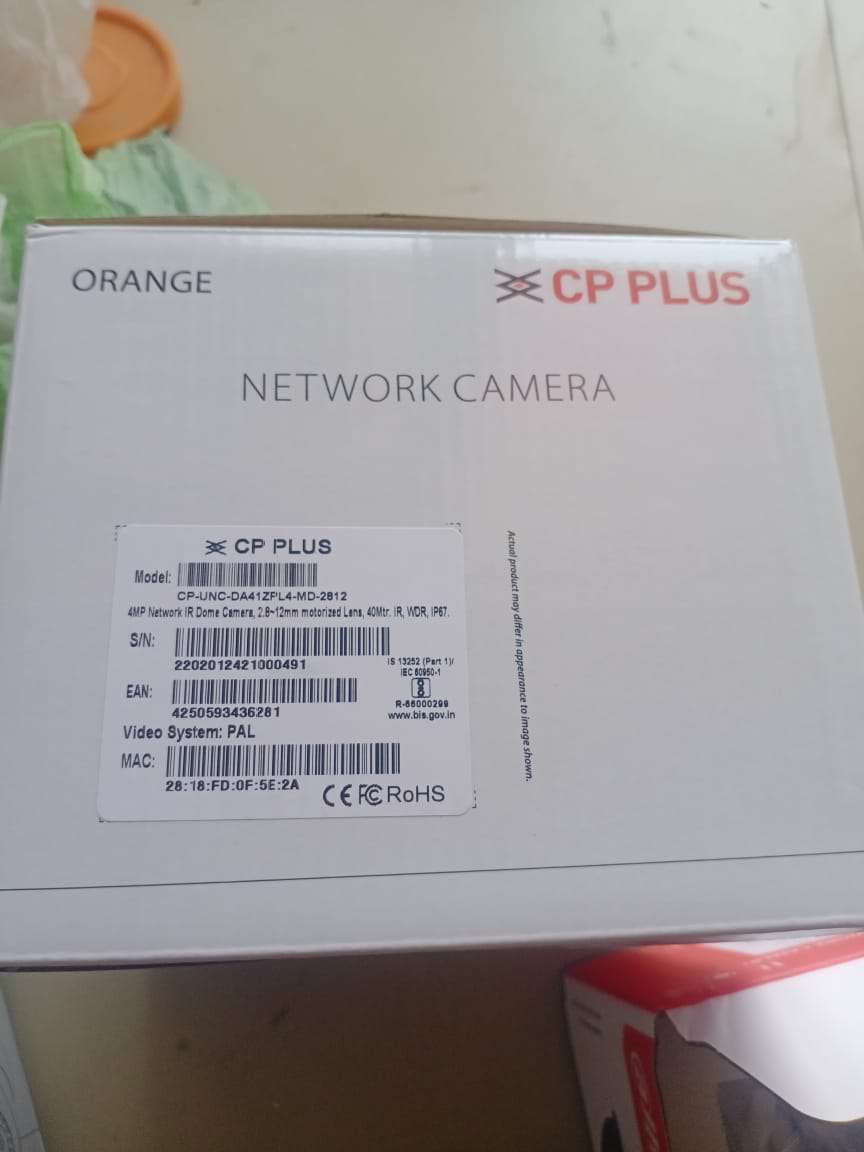 ORANGE
CP PLUS
NETWORK CAMERA
CP PLUS
Model:
CP-UNC-DA41ZPL4-MD-2812
4MP Network IR Dome Camera, 2.8~12mm motorized Lens, 40Mtr. IR, WDR, IP67.
S/N:
2202012421000491
IS 13252 (Part 1)/
IEC 60950-1
EAN:
4250593436281
R-66000299
www.bis.gov.in
Video System: PAL
MAC:
28:18:FD:0F:5E:2A
CE FC RoHS
Actual product may differ in appearance to image shown.